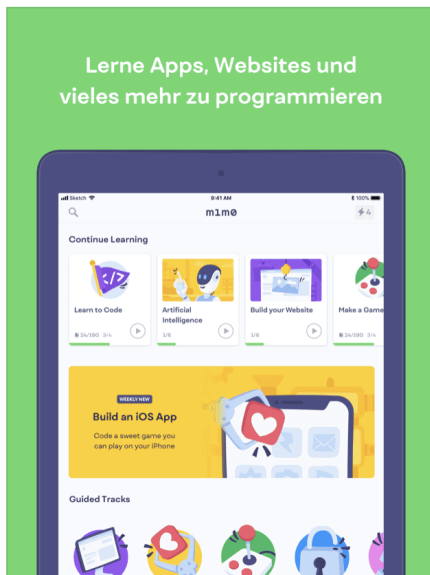 Lerne Apps, Websites und
vieles mehr zu programmieren
Sketch
9:41 AM
100%
m1m0
4
Continue Learning
Learn to Code
24/190 3/4
Artificial
Intelligence
1/6
Build your Website
1/6
Make a Game
24/190 3/4
WEEKLY NEW
Build an iOS App
Code a sweet game you
can play on your iPhone
Guided Tracks